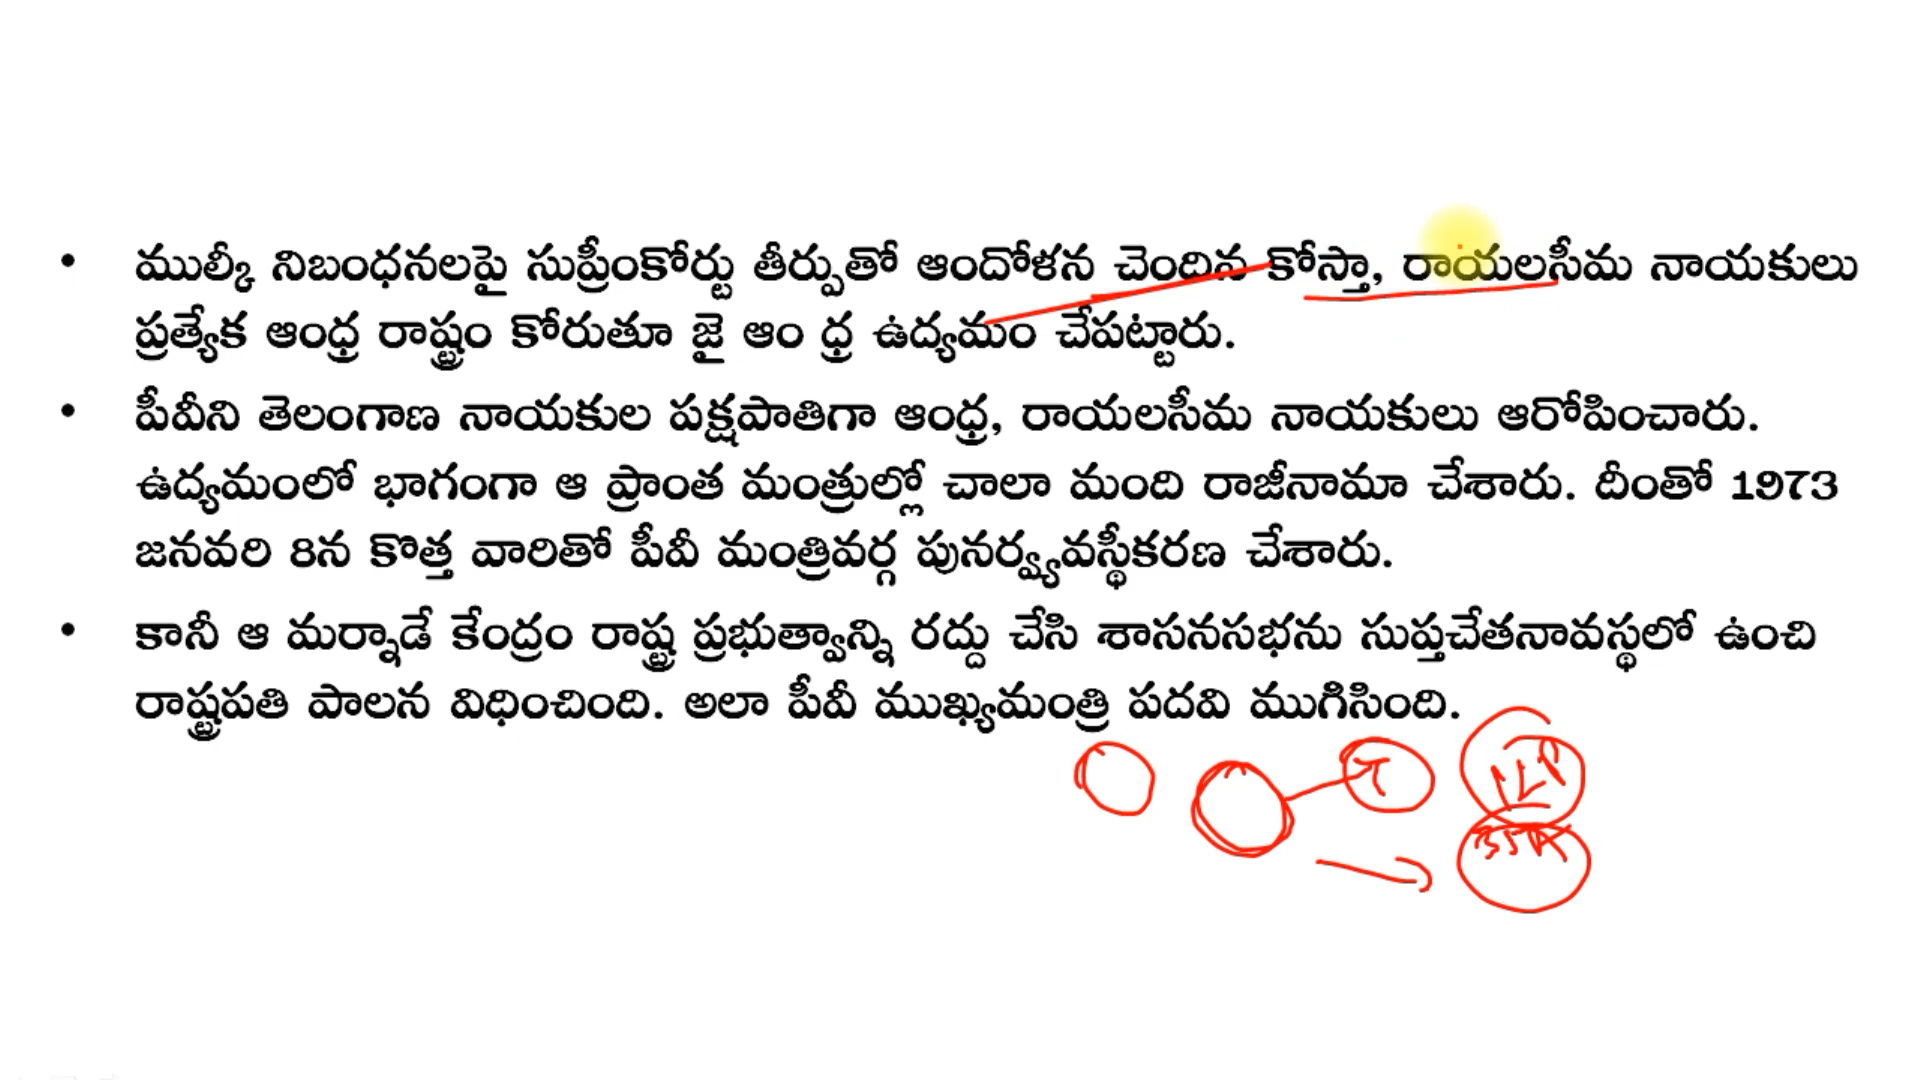 • ముల్కీ నిబంధనలపై సుప్రీంకోర్టు తీర్పుతో ఆందోళన చెందిన కోస్తా, రాయలసీమ నాయకులు
ప్రత్యేక ఆంధ్ర రాష్ట్రం కోరుతూ జై ఆం ధ్ర ఉద్యమం చేపట్టారు.
• పీవీని తెలంగాణ నాయకుల పక్షపాతిగా ఆంధ్ర, రాయలసీమ నాయకులు ఆరోపించారు.
ఉద్యమంలో భాగంగా ఆ ప్రాంత మంత్రుల్లో చాలా మంది రాజీనామా చేశారు. దీంతో 1973
జనవరి 8న కొత్త వారితో పీవీ మంత్రివర్గ పునర్వ్యవస్థీకరణ చేశారు.
• కానీ ఆ మర్నాడే కేంద్రం రాష్ట్ర ప్రభుత్వాన్ని రద్దు చేసి శాసనసభను సుప్తచేతనావస్థలో ఉంచి
రాష్ట్రపతి పాలన విధించింది. అలా పీవీ ముఖ్యమంత్రి పదవి ముగిసింది.
T